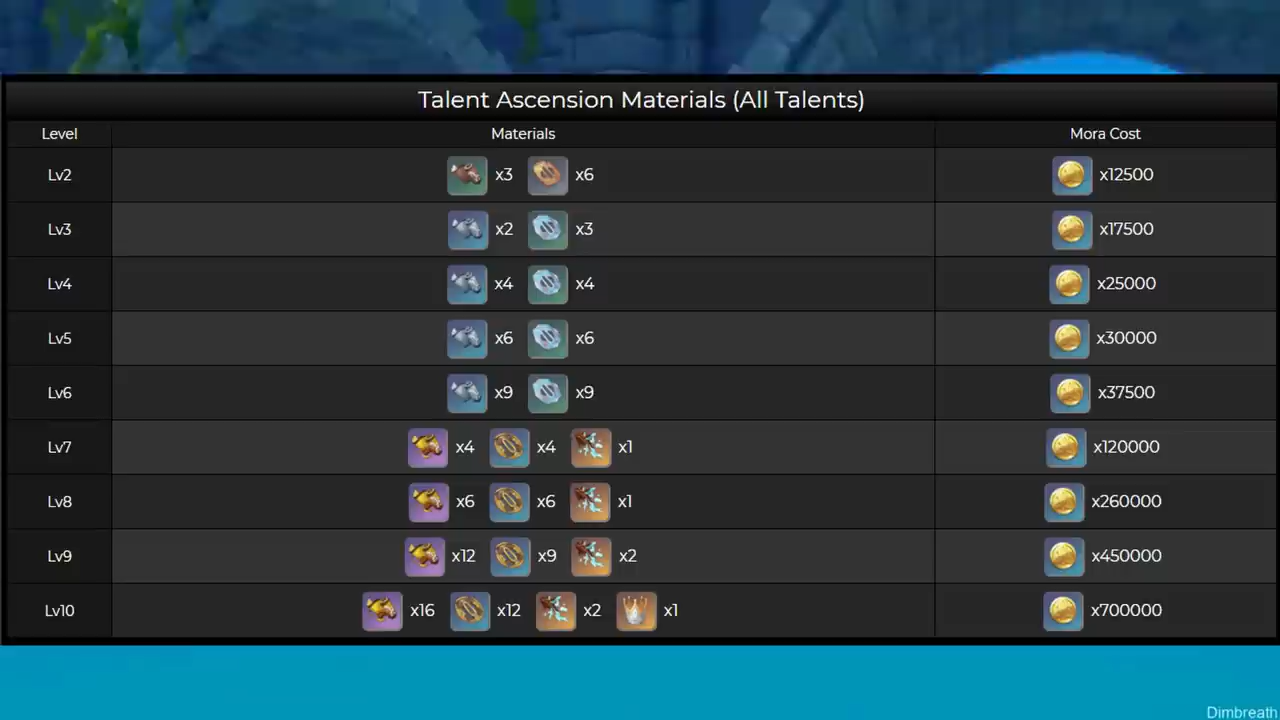 Talent Ascension Materials (All Talents)
Level Materials Mora Cost
Lv2 x3 x6 x12500
Lv3 x2 x3 x17500
Lv4 x4 x4 x25000
Lv5 x6 x6 x30000
Lv6 x9 x9 x37500
Lv7 x4 x4 x1 x120000
Lv8 x6 x6 x1 x260000
Lv9 x12 x9 x2 x450000
Lv10 x16 x12 x2 x1 x700000
Dimbreath